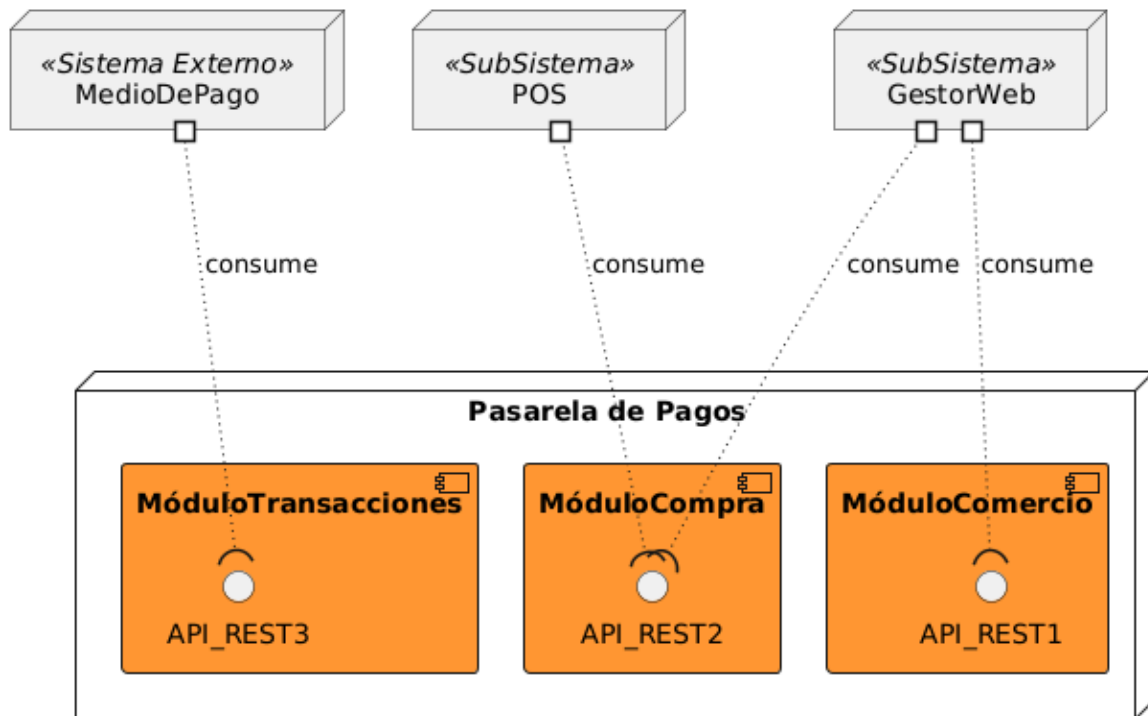 «Sistema Externo»
MedioDePago
«SubSistema»
POS
«SubSistema»
GestorWeb
consume
consume
consume
consume
Pasarela de Pagos
MóduloTransacciones
MóduloCompra
MóduloComercio
API_REST3
API_REST2
API_REST1